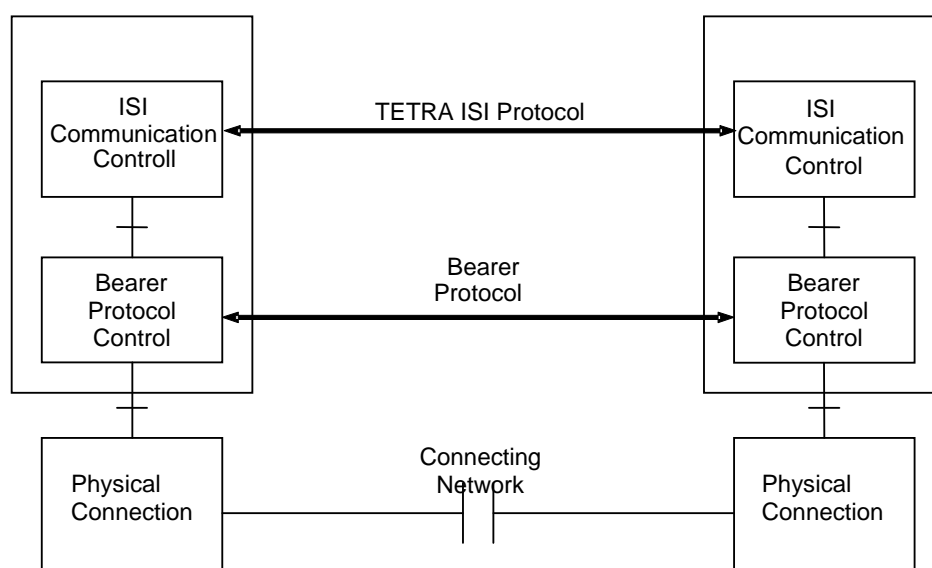 ISI
Communication
Controll
TETRA ISI Protocol
ISI
Communication
Control
Bearer
Protocol
Control
Bearer
Protocol
Bearer
Protocol
Control
Physical
Connection
Connecting
Network
Physical
Connection